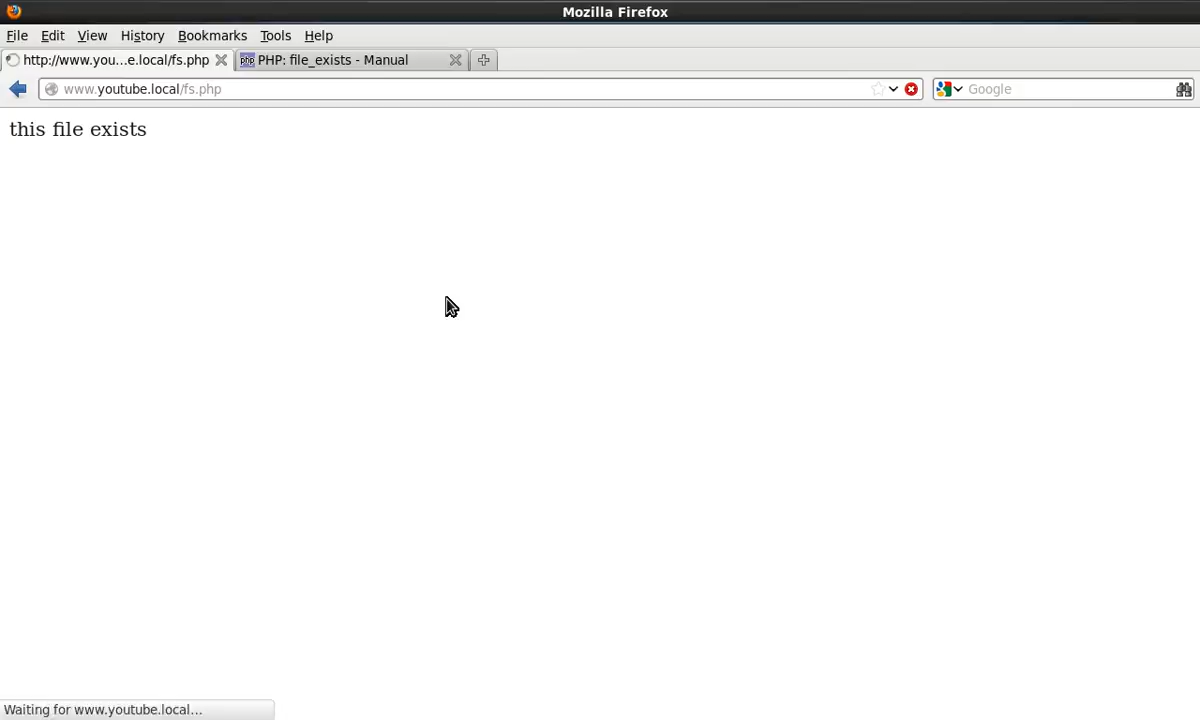 Mozilla Firefox
File Edit View History Bookmarks Tools Help
http://www.you...e.local/fs.php php PHP: file_exists - Manual
www.youtube.local/fs.php Google
this file exists
Waiting for www.youtube.local...